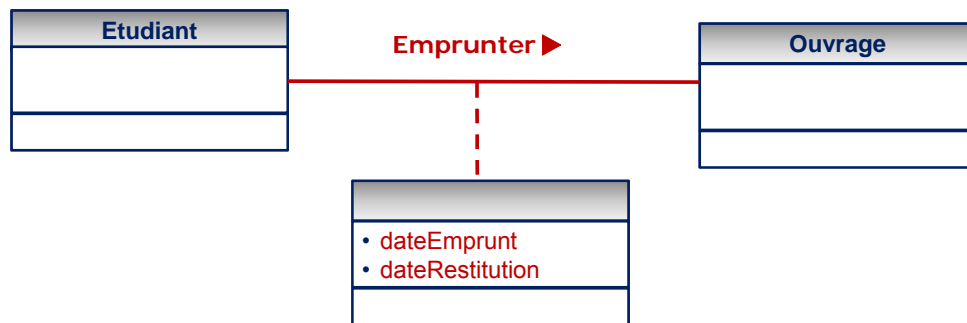 Etudiant
Emprunter ▶
Ouvrage
• dateEmprunt
• dateRestitution